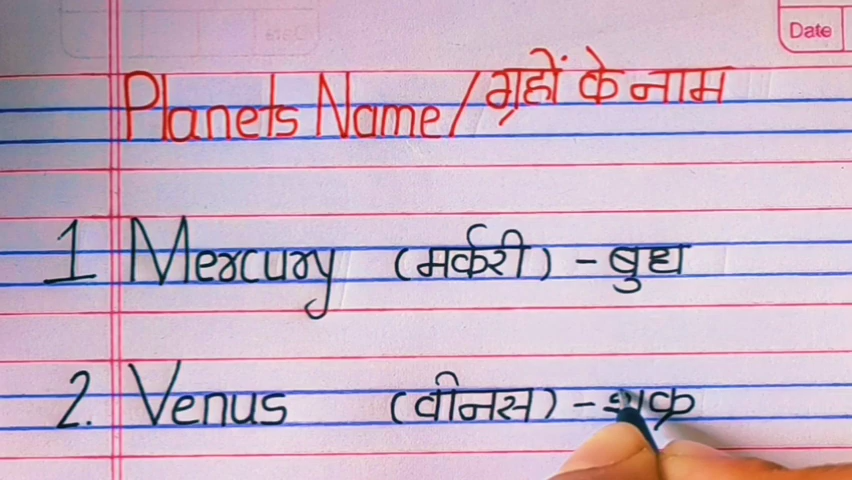 Date
Planets Name/ग्रहों के नाम
1 Mercury (मर्करी) - बुध
2. Venus (वीनस) -